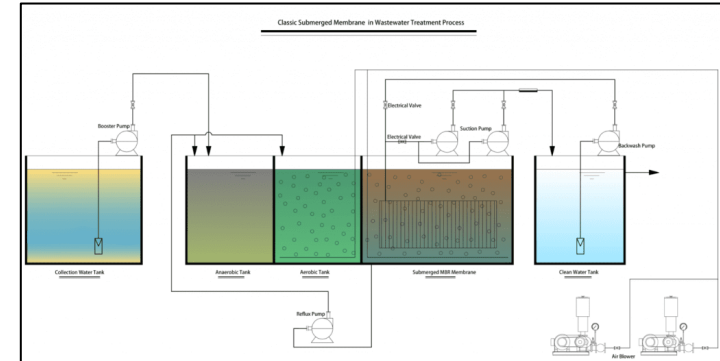 Classic Submerged Membrane in Wastewater Treatment Process
Booster Pump
Electrical Valve
Electrical Valve
Suction Pump
Backwash Pump
Collection Water Tank
Anaerobic Tank
Aerobic Tank
Submerged MBR Membrane
Clean Water Tank
Reflux Pump
Air Blower